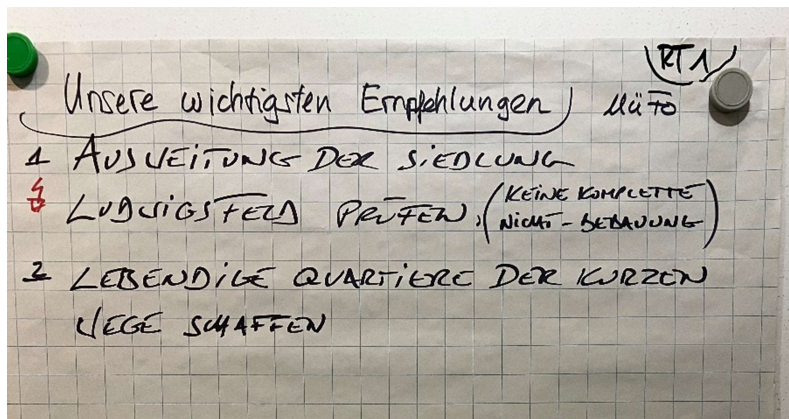 RT1
Unsere wichtigsten Empfehlungen MüFo
1 AUSWEITUNG DER SIEDLUNG
LUDWIGSFELD PRÜFEN, (KEINE KOMPLETTE
NICHT-BEBAUUNG)
2 LEBENDIGE QUARTIERE DER KURZEN
WEGE SCHAFFEN